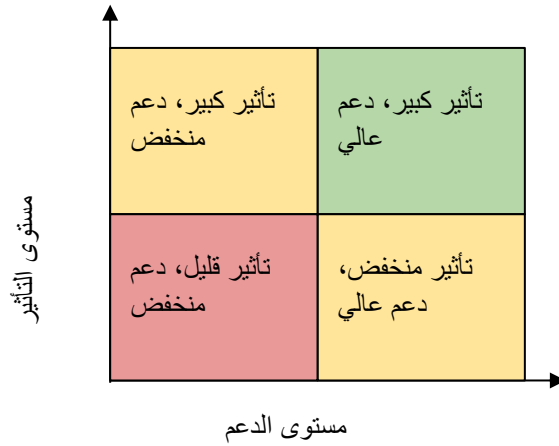 تأثير كبير، دعم
عالي
تأثير كبير، دعم
منخفض
تأثير منخفض،
دعم عالي
تأثير قليل، دعم
منخفض
مستوى التأثير
مستوى الدعم